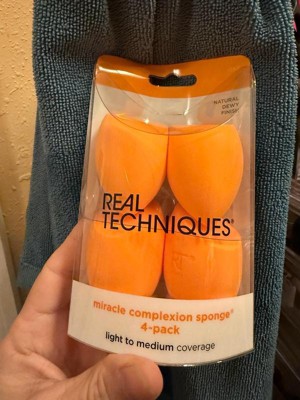 NATURAL
DEWY
FINISH
REAL
TECHNIQUES®
miracle complexion sponge®
4-pack
light to medium coverage